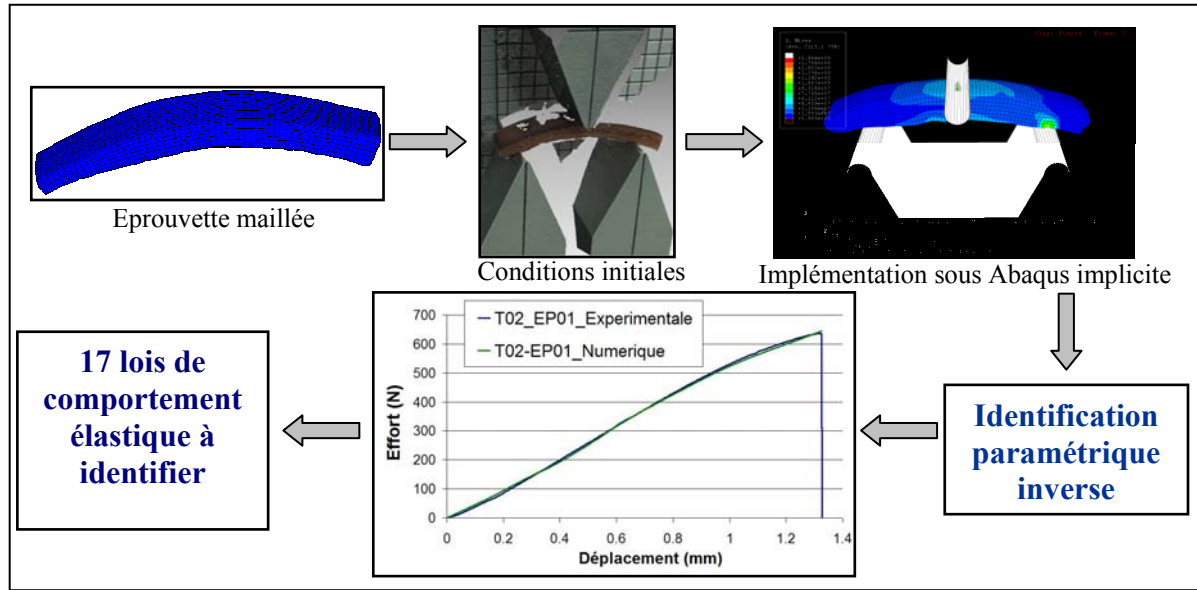 Eprouvette maillée
Conditions initiales
Implémentation sous Abaqus implicite
17 lois de
comportement
élastique à
identifier
Effort (N)
700
600
500
400
300
200
100
0
T02_EP01_Experimentale
T02-EP01_Numerique
0 0.2 0.4 0.6 0.8 1 1.2 1.4
Déplacement (mm)
Identification
paramétrique
inverse